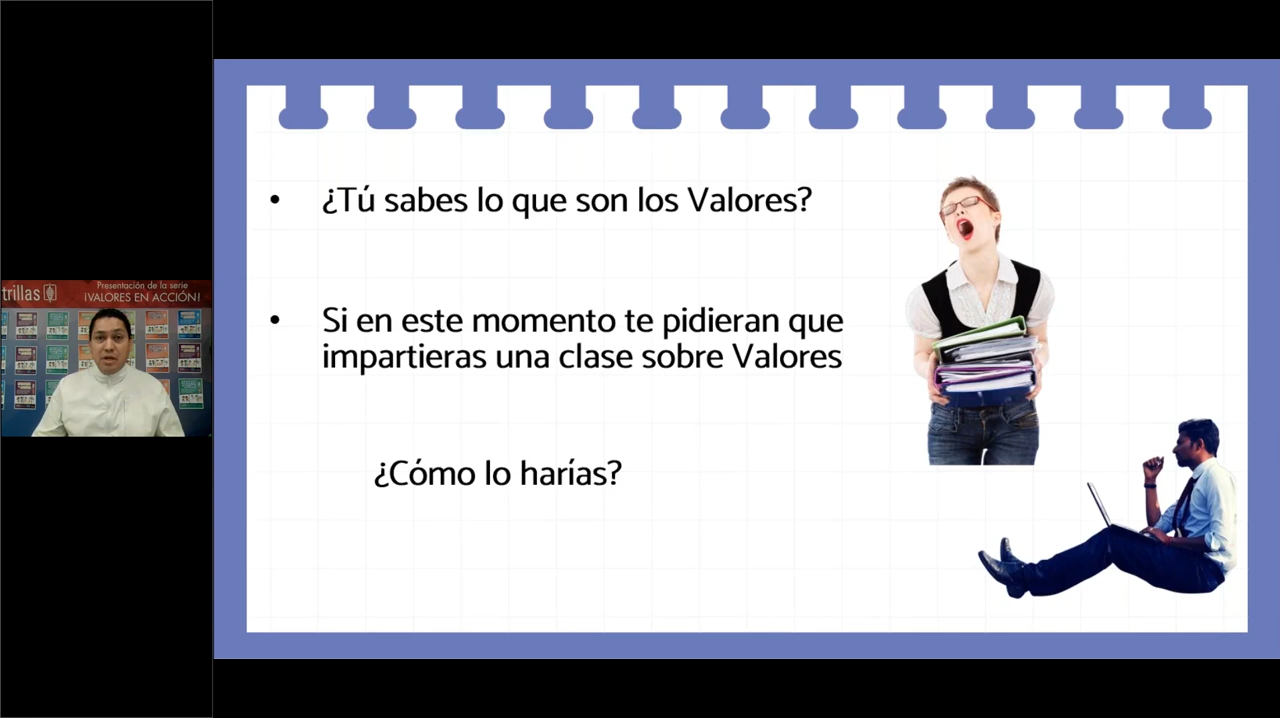 trillas
Presentación de la serie
¡VALORES EN ACCIÓN!
• ¿Tú sabes lo que son los Valores?
• Si en este momento te pidieran que
impartieras una clase sobre Valores
¿Cómo lo harías?